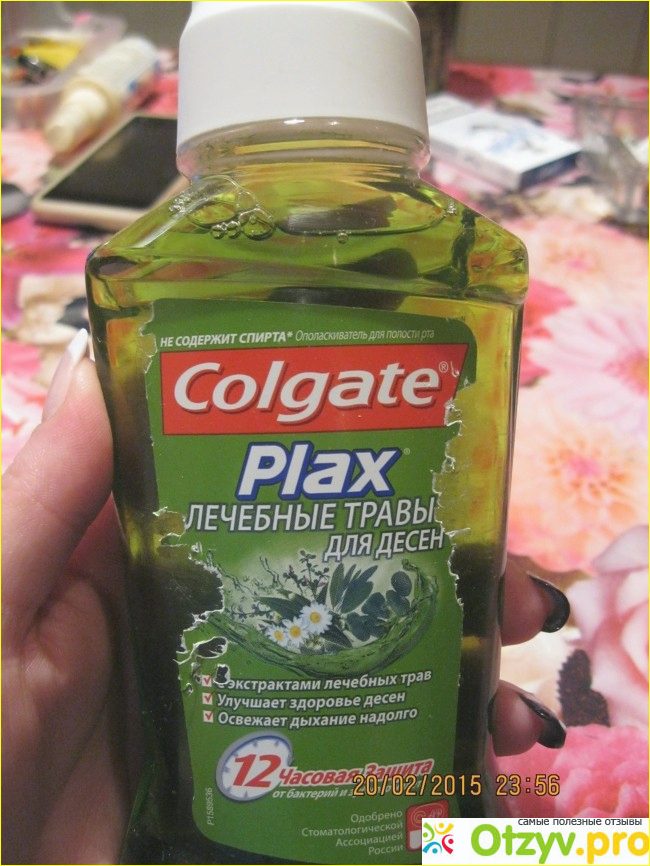 НЕ СОДЕРЖИТ СПИРТА* Ополаскиватель для полости рта
Colgate®
Plax®
ЛЕЧЕБНЫЕ ТРАВЫ
ДЛЯ ДЕСЕН
экстрактами лечебных трав
Улучшает здоровье десен
Освежает дыхание надолго
12 Часовая Защита
от бактерий и
20/02/2015 23:56
P1589536
Одобрено
Стоматологической
Ассоциацией
России
самые полезные отзывы
Otzyv.pro